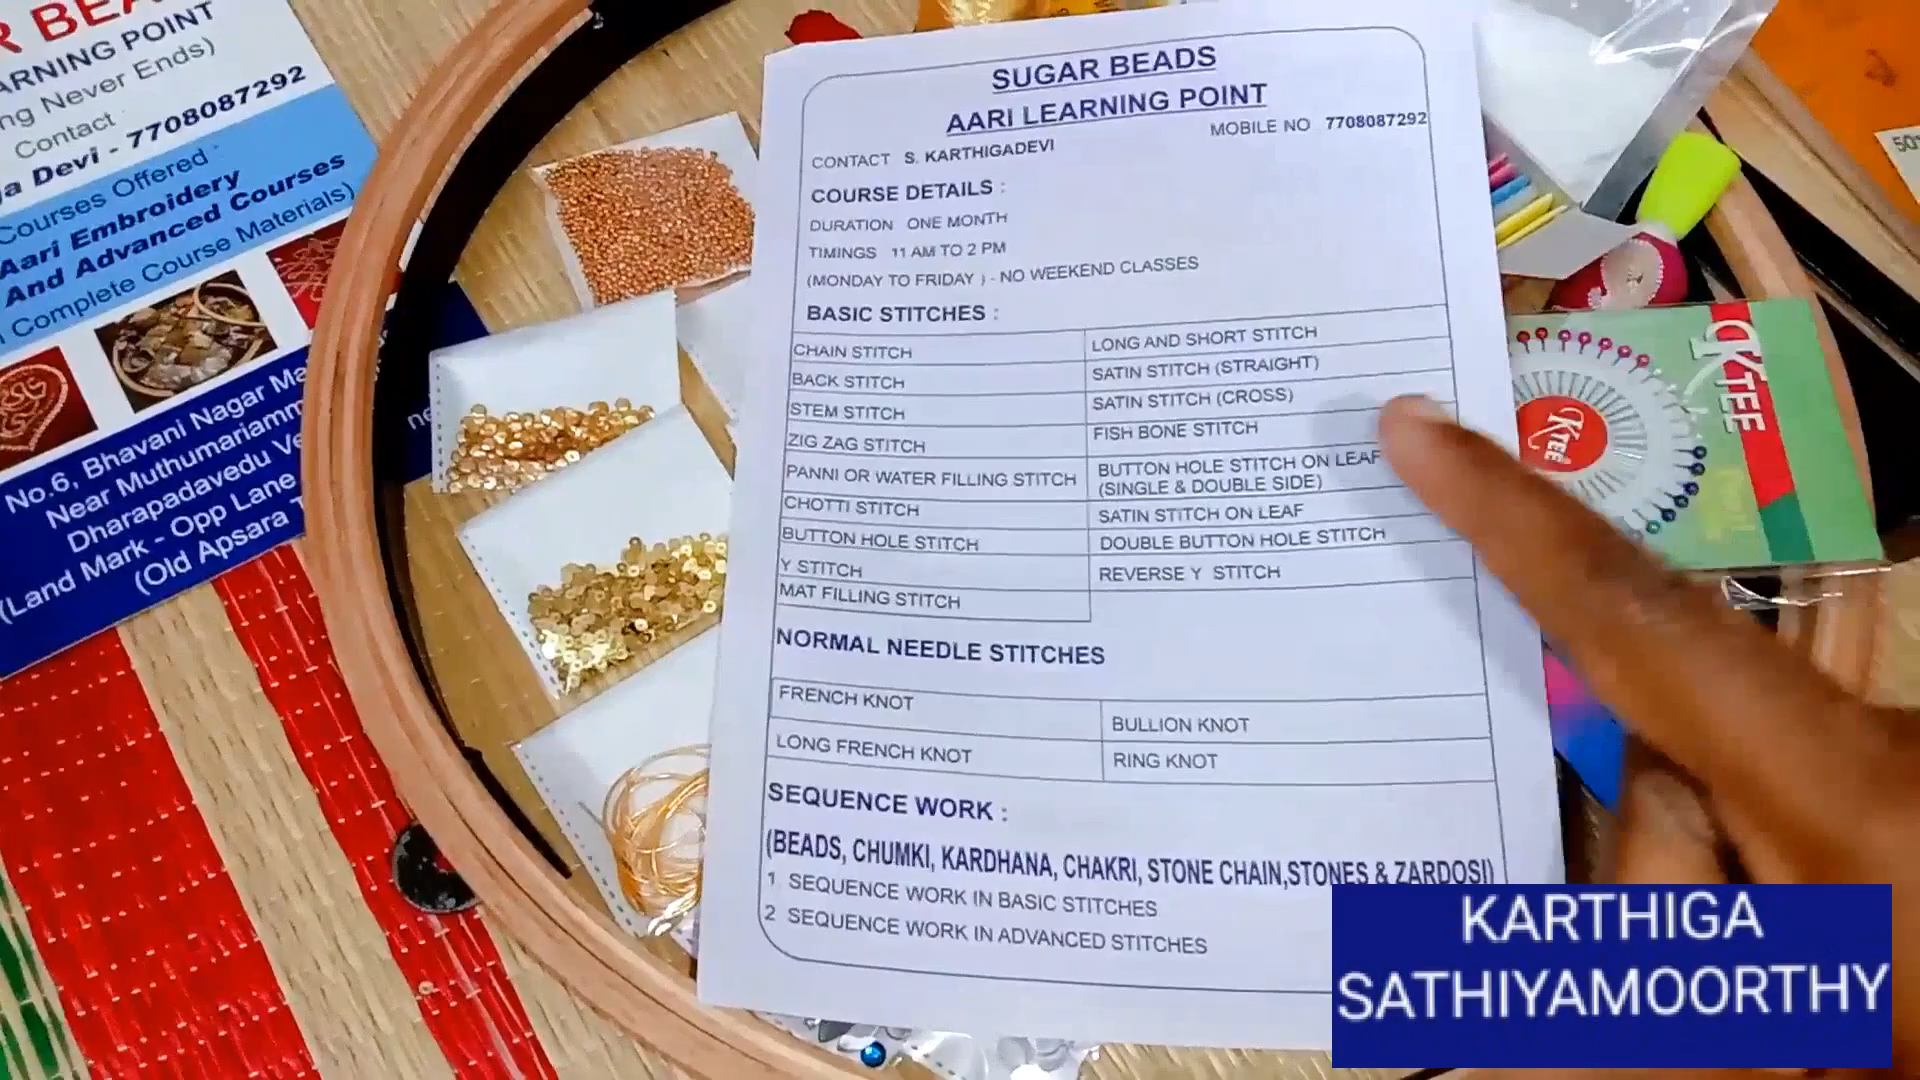 R BEA
ARNING POINT
ng Never Ends)
Contact
ja Devi - 7708087292
Courses Offered
Aari Embroidery
And Advanced Courses
Complete Course Materials)
No.6, Bhavani Nagar Ma
Near Muthumariamm
Dharapadavedu Ve
(Land Mark - Opp Lane
(Old Apsara T
ne
SUGAR BEADS
AARI LEARNING POINT
MOBILE NO 7708087292
CONTACT S. KARTHIGADEVI
COURSE DETAILS :
DURATION ONE MONTH
TIMINGS 11 AM TO 2 PM
(MONDAY TO FRIDAY ) - NO WEEKEND CLASSES
BASIC STITCHES :
CHAIN STITCH
LONG AND SHORT STITCH
BACK STITCH
SATIN STITCH (STRAIGHT)
STEM STITCH
SATIN STITCH (CROSS)
ZIG ZAG STITCH
FISH BONE STITCH
PANNI OR WATER FILLING STITCH
BUTTON HOLE STITCH ON LEAF
(SINGLE & DOUBLE SIDE)
CHOTTI STITCH
SATIN STITCH ON LEAF
BUTTON HOLE STITCH
DOUBLE BUTTON HOLE STITCH
Y STITCH
REVERSE Y STITCH
MAT FILLING STITCH
NORMAL NEEDLE STITCHES
FRENCH KNOT
BULLION KNOT
LONG FRENCH KNOT
RING KNOT
SEQUENCE WORK :
(BEADS, CHUMKI, KARDHANA, CHAKRI, STONE CHAIN,STONES & ZARDOSI)
1 SEQUENCE WORK IN BASIC STITCHES
2 SEQUENCE WORK IN ADVANCED STITCHES
KTEE
KTEE
KARTHIGA
SATHIYAMOORTHY